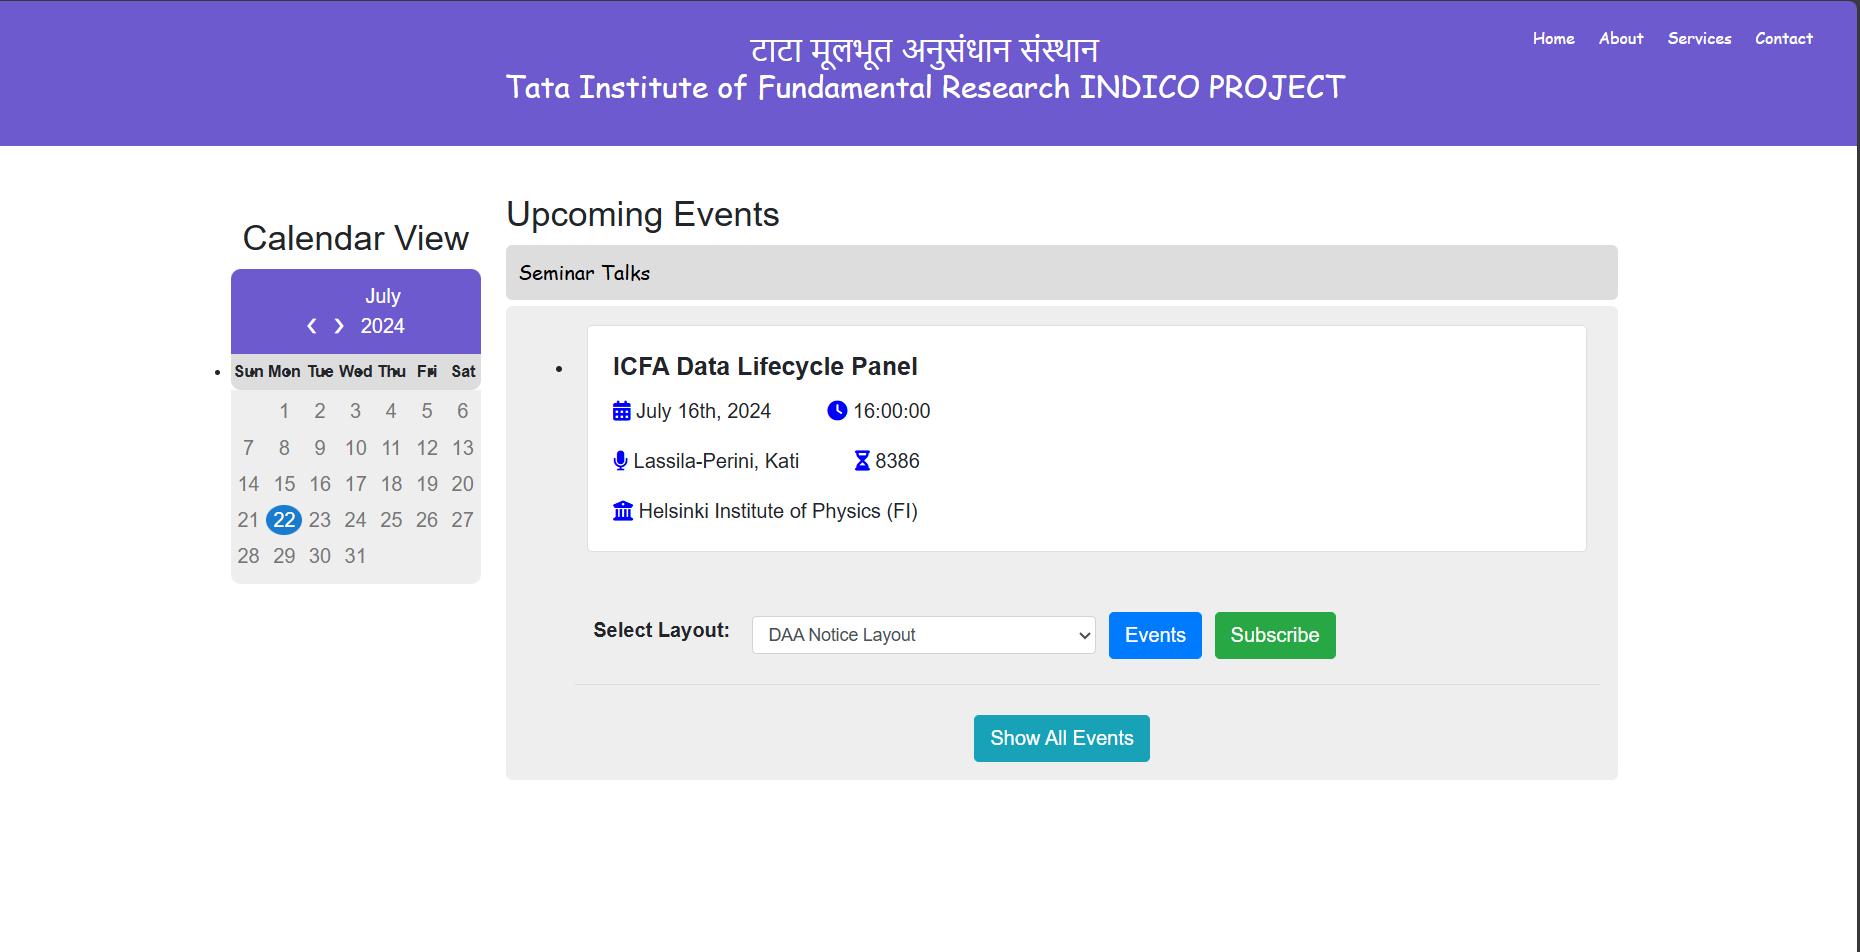 टाटा मूलभूत अनुसंधान संस्थान
Tata Institute of Fundamental Research INDICO PROJECT
Home About Services Contact
Calendar View
July
❮ ❯ 2024
Sun Mon Tue Wed Thu Fri Sat
1 2 3 4 5 6
7 8 9 10 11 12 13
14 15 16 17 18 19 20
21 22 23 24 25 26 27
28 29 30 31
Upcoming Events
Seminar Talks
ICFA Data Lifecycle Panel
July 16th, 2024 16:00:00
Lassila-Perini, Kati 8386
Helsinki Institute of Physics (FI)
Select Layout: DAA Notice Layout Events Subscribe
Show All Events